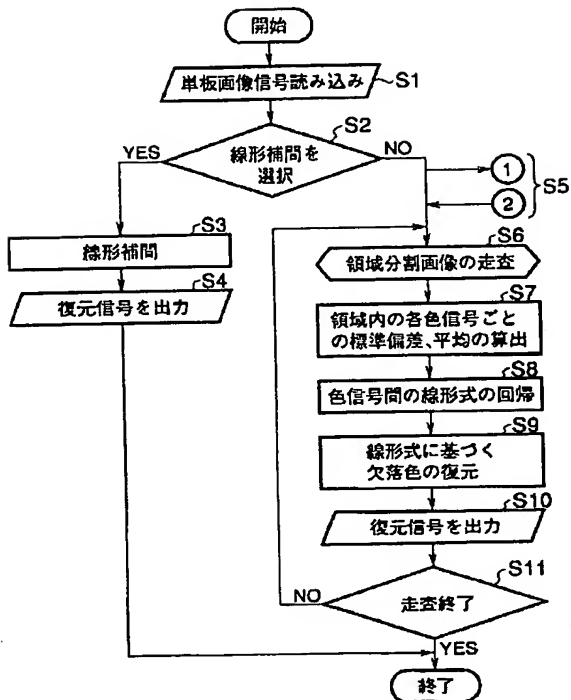 開始
単板画像信号読み込み
S1
S2
線形補間を
選択
YES
NO
1
2
S5
S3
線形補間
S4
復元信号を出力
S6
領域分割画像の走査
S7
領域内の各色信号ごと
の標準偏差、平均の算出
S8
色信号間の線形式の回帰
S9
線形式に基づく
欠落色の復元
S10
復元信号を出力
S11
走査終了
NO
YES
終了